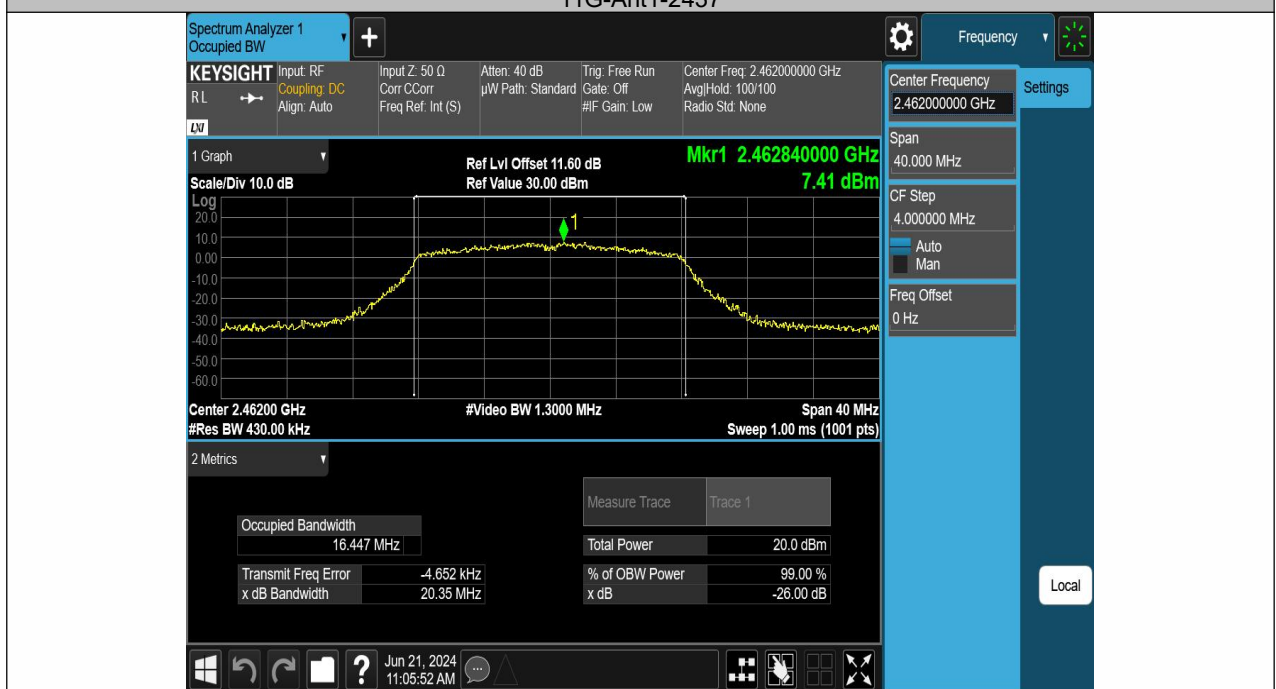 11G-Ant1-2437
Spectrum Analyzer 1
Occupied BW
+
Frequency
KEYSIGHT
RL
LXI
Input: RF
Coupling: DC
Align: Auto
Input Z: 50 Ω
Corr CCorr
Freq Ref: Int (S)
Atten: 40 dB
µW Path: Standard
Trig: Free Run
Gate: Off
#IF Gain: Low
Center Freq: 2.462000000 GHz
Avg|Hold: 100/100
Radio Std: None
Center Frequency
2.462000000 GHz
Settings
Span
40.000 MHz
CF Step
4.000000 MHz
Auto
Man
Freq Offset
0 Hz
Local
1 Graph
Scale/Div 10.0 dB
Ref Lvl Offset 11.60 dB
Ref Value 30.00 dBm
Mkr1 2.462840000 GHz
7.41 dBm
Log
20.0
10.0
0.00
-10.0
-20.0
-30.0
-40.0
-50.0
-60.0
1
Center 2.46200 GHz
#Video BW 1.3000 MHz
Span 40 MHz
#Res BW 430.00 kHz
Sweep 1.00 ms (1001 pts)
2 Metrics
Measure Trace Trace 1
Occupied Bandwidth
16.447 MHz
Total Power 20.0 dBm
Transmit Freq Error -4.652 kHz
% of OBW Power 99.00 %
x dB Bandwidth 20.35 MHz
x dB -26.00 dB
?
Jun 21, 2024
11:05:52 AM